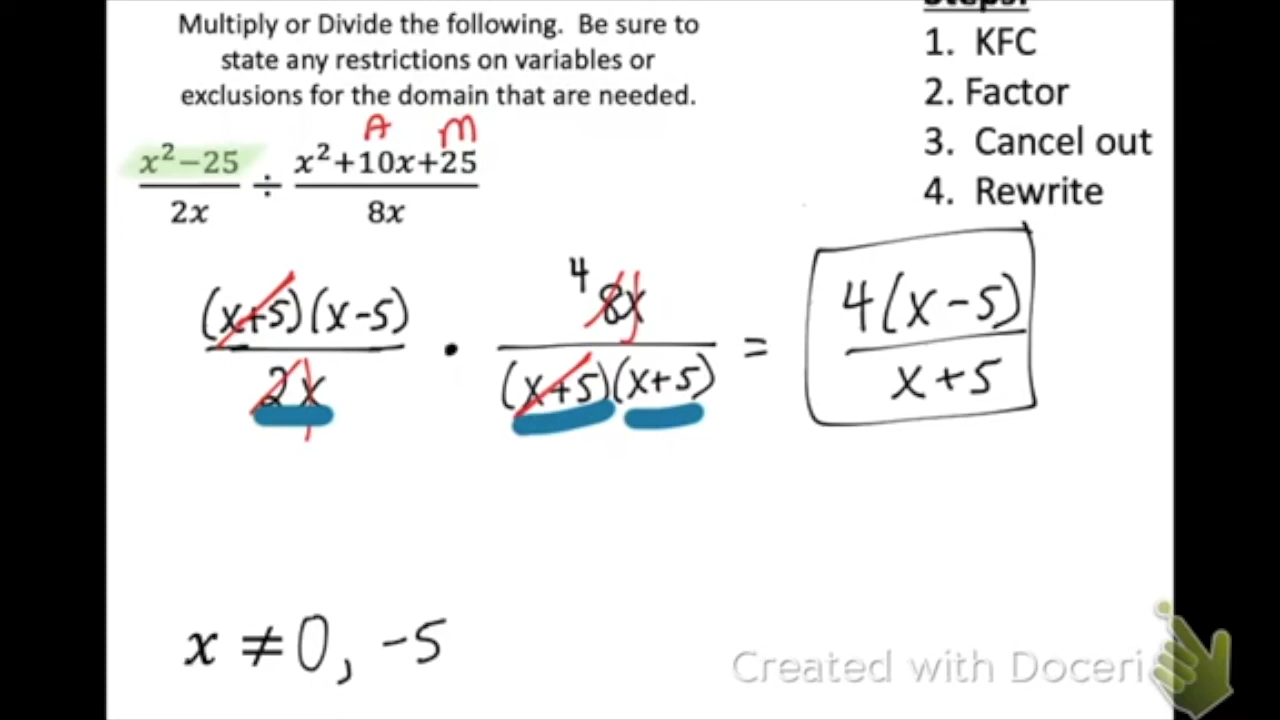 Multiply or Divide the following. Be sure to
state any restrictions on variables or
exclusions for the domain that are needed.
Steps:
1. KFC
2. Factor
3. Cancel out
4. Rewrite
A M
x²−25 / 2x ÷ x²+10x+25 / 8x
(x+5)(x-5) / 2x · 4 8x / (x+5)(x+5) = 4(x-5) / x+5
x ≠ 0, -5
Created with Doceri